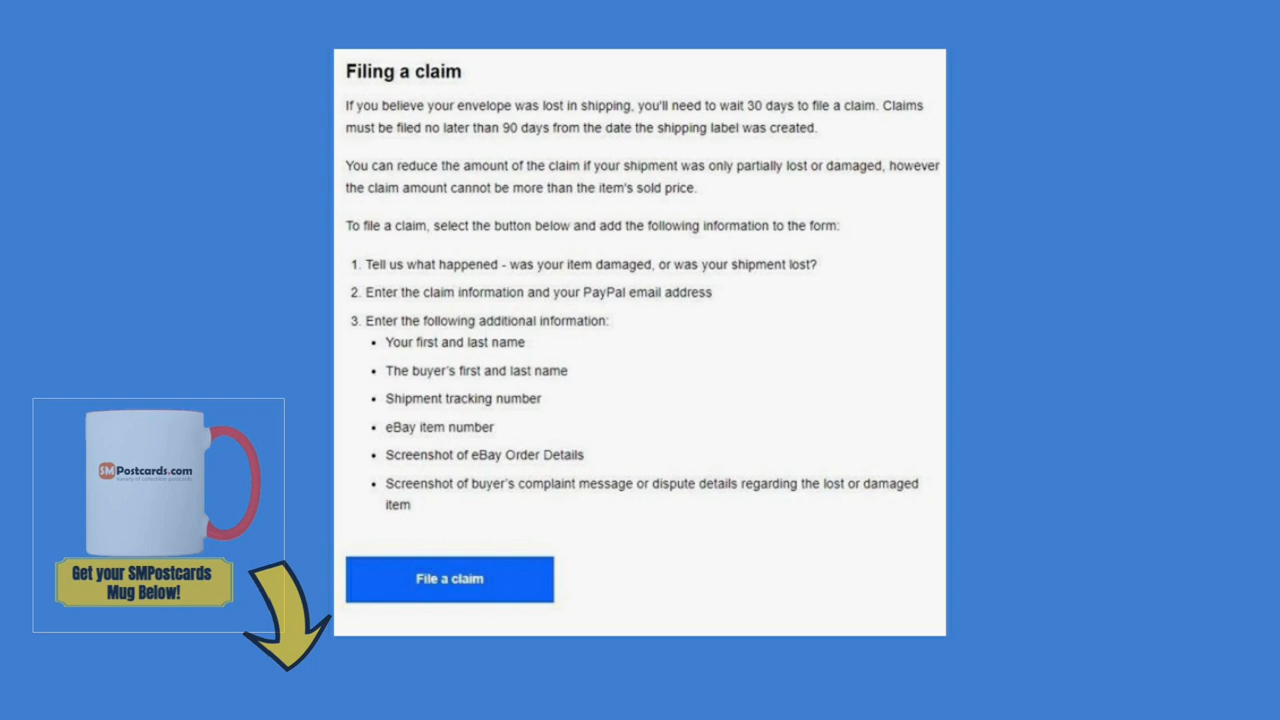 Filing a claim
If you believe your envelope was lost in shipping, you'll need to wait 30 days to file a claim. Claims
must be filed no later than 90 days from the date the shipping label was created.
You can reduce the amount of the claim if your shipment was only partially lost or damaged, however
the claim amount cannot be more than the item's sold price.
To file a claim, select the button below and add the following information to the form:
1. Tell us what happened - was your item damaged, or was your shipment lost?
2. Enter the claim information and your PayPal email address
3. Enter the following additional information:
• Your first and last name
• The buyer's first and last name
• Shipment tracking number
• eBay item number
• Screenshot of eBay Order Details
• Screenshot of buyer's complaint message or dispute details regarding the lost or damaged
item
File a claim
SMPostcards.com
Variety of collection postcards
Get your SMPostcards
Mug Below!